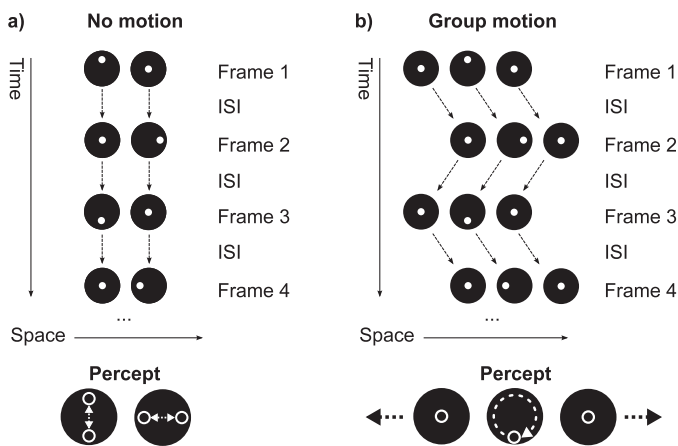 a) No motion
Time
Frame 1
ISI
Frame 2
ISI
Frame 3
ISI
Frame 4
...
Space
Percept
b) Group motion
Time
Frame 1
ISI
Frame 2
ISI
Frame 3
ISI
Frame 4
...
Space
Percept